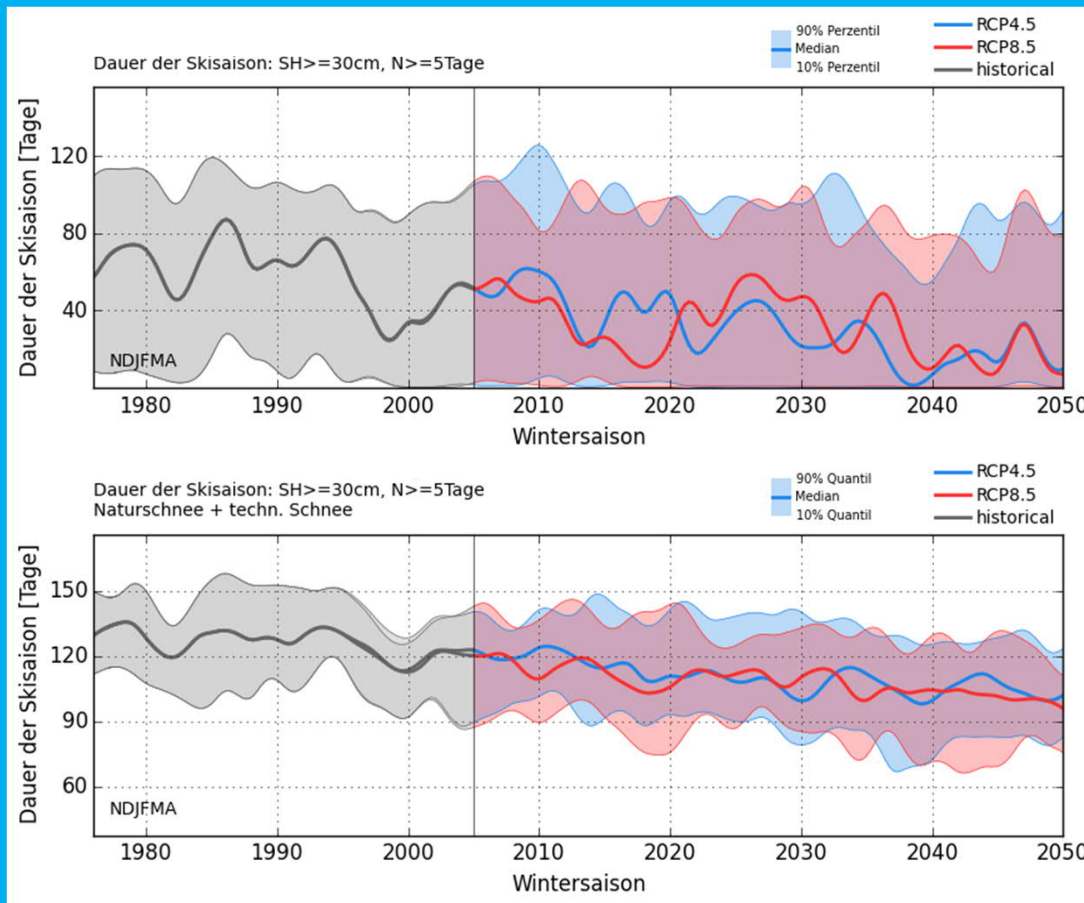 Dauer der Skisaison: SH>=30cm, N>=5Tage
90% Perzentil
Median
10% Perzentil
RCP4.5
RCP8.5
historical
Dauer der Skisaison [Tage]
120
80
40
NDJFMA
1980 1990 2000 2010 2020 2030 2040 2050
Wintersaison
Dauer der Skisaison: SH>=30cm, N>=5Tage
Naturschnee + techn. Schnee
90% Quantil
Median
10% Quantil
RCP4.5
RCP8.5
historical
Dauer der Skisaison [Tage]
150
120
90
60
NDJFMA
1980 1990 2000 2010 2020 2030 2040 2050
Wintersaison